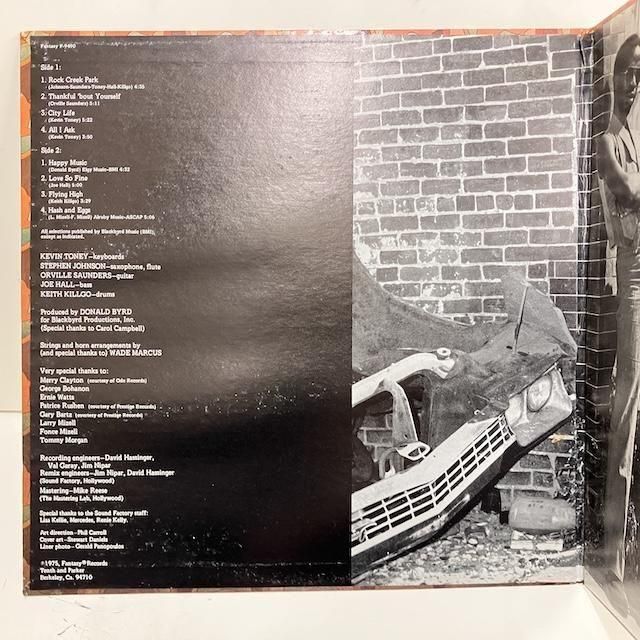 Fantasy F-9490
Side 1:
1. Rock Creek Park
(Johnson-Saunders-Toney-Hall-Killgo) 4:35
2. Thankful 'bout Yourself
(Orville Saunders) 5:11
3. City Life
(Kevin Toney) 5:22
4. All I Ask
(Kevin Toney) 3:50
Side 2:
1. Happy Music
(Donald Byrd) Elgy Music-BMI 4:52
2. Love So Fine
(Joe Hall) 5:00
3. Flying High
(Keith Killgo) 3:29
4. Hash and Eggs
(L. Mizell-F. Mizell) Alruby Music-ASCAP 5:06
All selections published by Blackbyrd Music (BMI),
except as indicated.
KEVIN TONEY—keyboards
STEPHEN JOHNSON—saxophone, flute
ORVILLE SAUNDERS—guitar
JOE HALL—bass
KEITH KILLGO—drums
Produced by DONALD BYRD
for Blackbyrd Productions, Inc.
(Special thanks to Carol Campbell)
Strings and horn arrangements by
(and special thanks to) WADE MARCUS
Very special thanks to:
Merry Clayton (courtesy of Ode Records)
George Bohanon
Ernie Watts
Patrice Rushen (courtesy of Prestige Records)
Gary Bartz (courtesy of Prestige Records)
Larry Mizell
Fonce Mizell
Tommy Morgan
Recording engineers—David Hassinger,
Val Garay, Jim Nipar
Remix engineers—Jim Nipar, David Hassinger
(Sound Factory, Hollywood)
Mastering—Mike Reese
(The Mastering Lab, Hollywood)
Special thanks to the Sound Factory staff:
Lisa Kellie, Mercedes, Renie Kelly.
Art direction—Phil Carroll
Cover art—Stewart Daniels
Liner photo—Gerald Panopoulos
℗1975, Fantasy® Records
Tenth and Parker
Berkeley, Ca. 94710